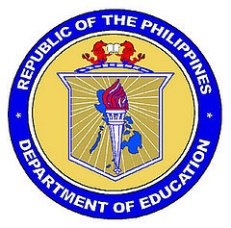 REPUBLIC OF THE PHILIPPINES
DEPARTMENT OF EDUCATION